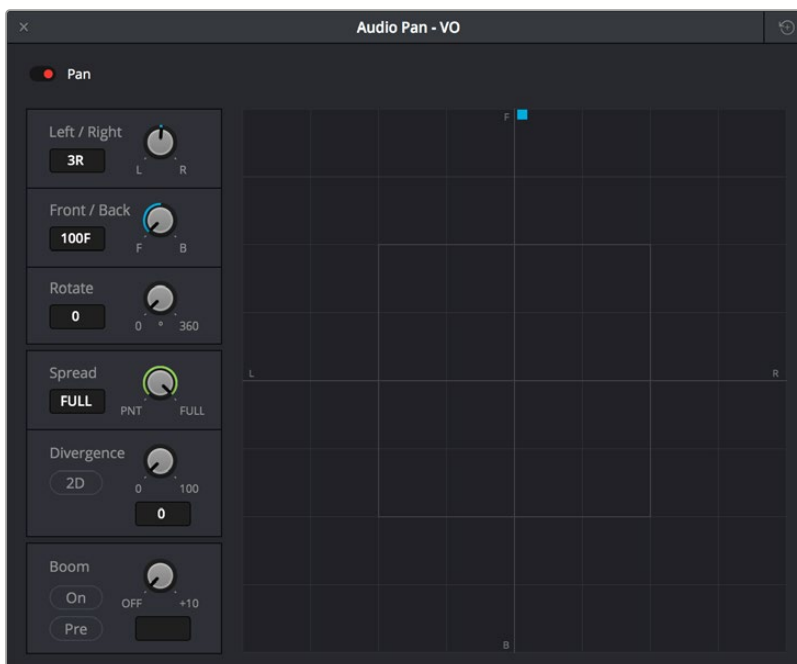 Audio Pan - VO
Pan
Left / Right
3R
L R
Front / Back
100F
F B
Rotate
0
0 ° 360
Spread
FULL
PNT FULL
Divergence
2D
0 100
0
Boom
On
OFF +10
Pre
F
L
R
B